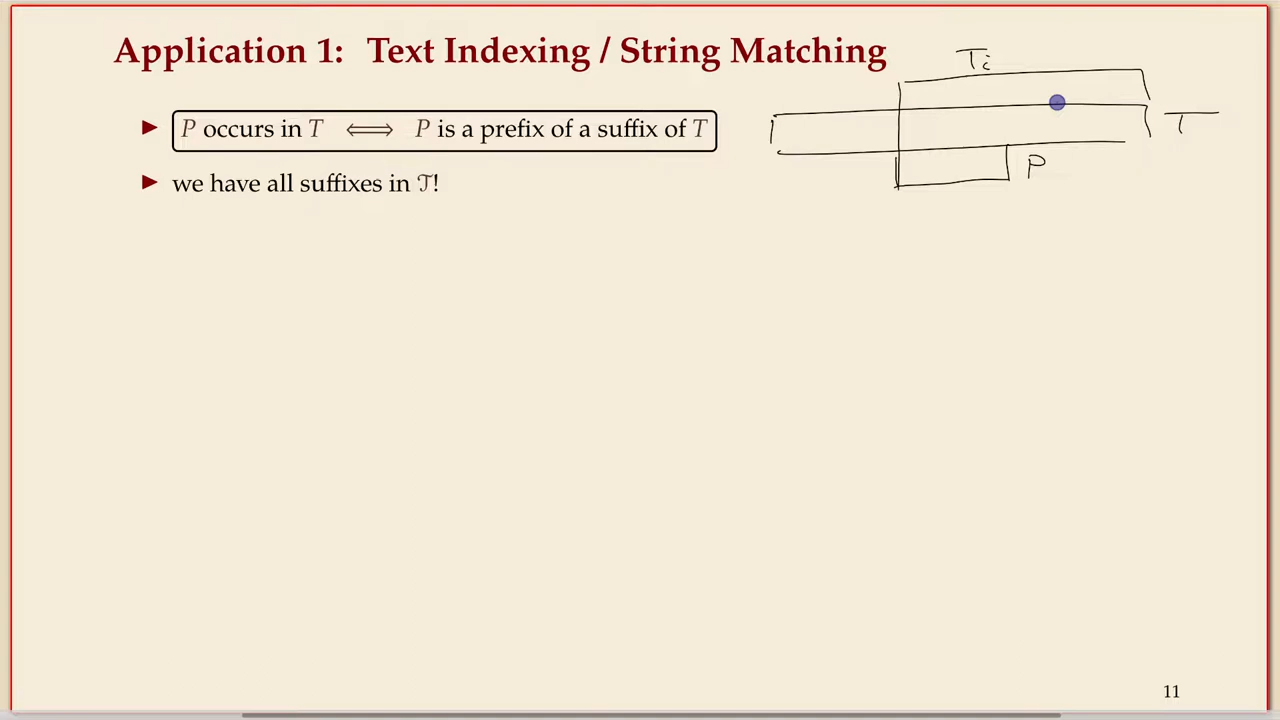 Application 1: Text Indexing / String Matching
T_i
▶ P occurs in T ⟺ P is a prefix of a suffix of T
T
P
▶ we have all suffixes in 𝒯!
11